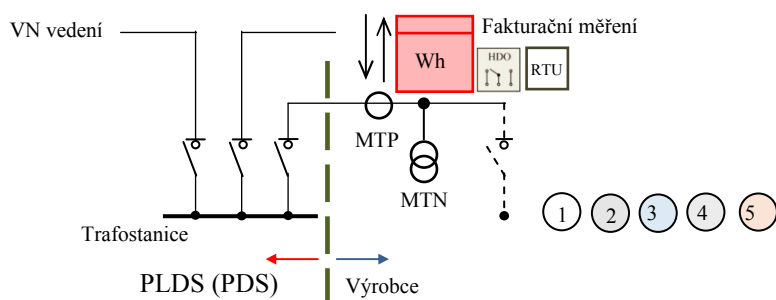 VN vedení
Fakturační měření
Wh
HDO
RTU
MTP
MTN
1 2 3 4 5
Trafostanice
PLDS (PDS)
Výrobce